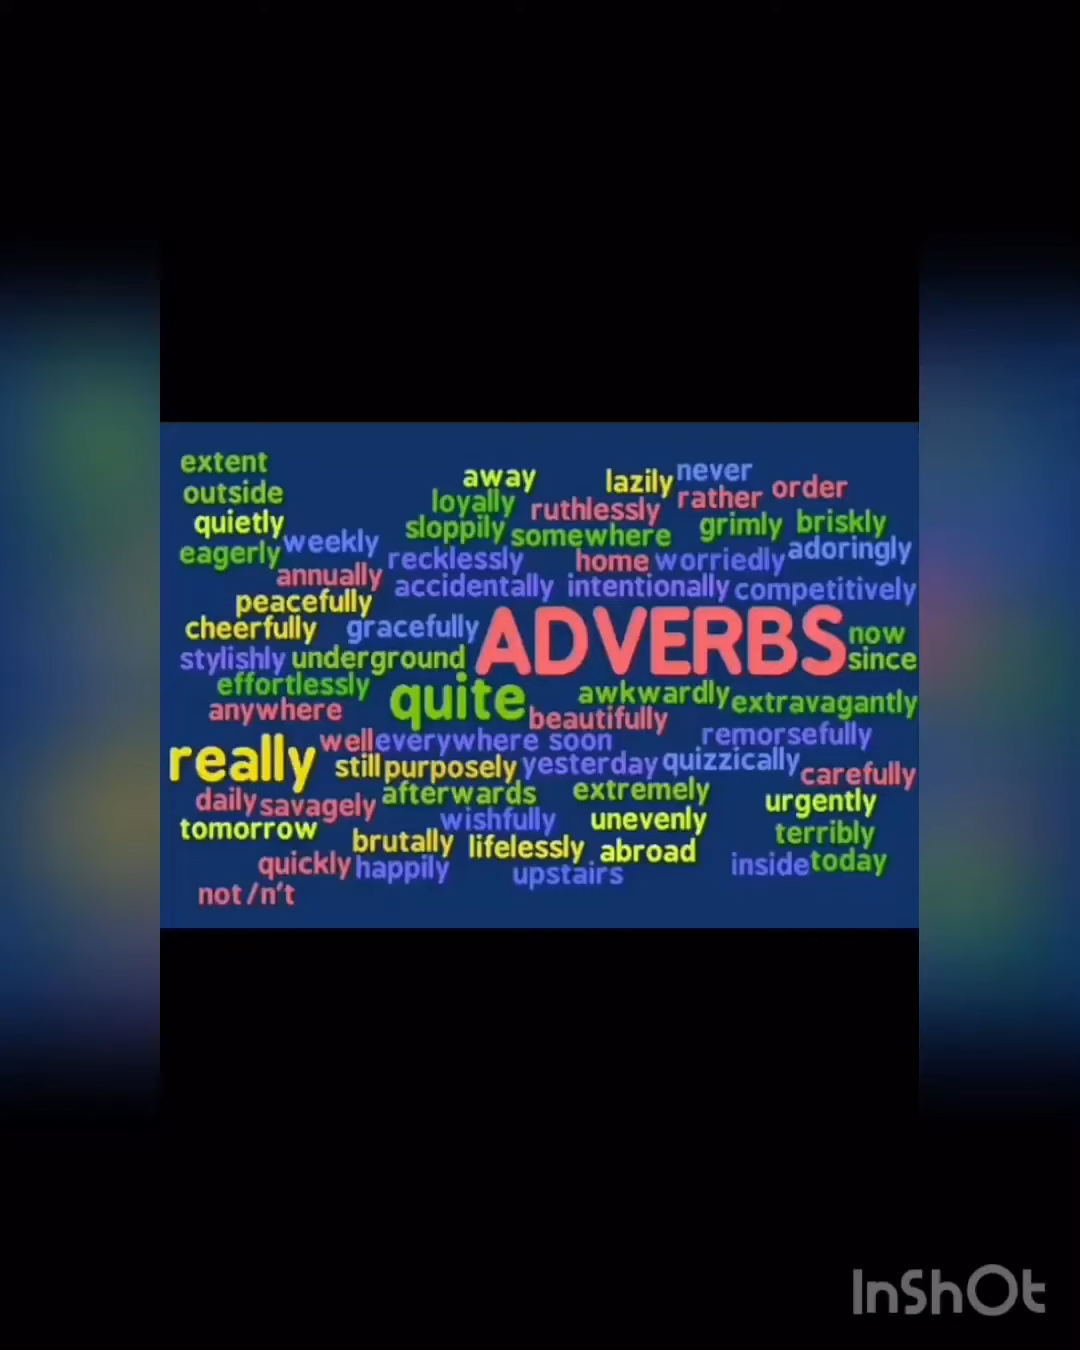 extent
away lazily never
outside loyally ruthlessly rather order
quietly sloppily somewhere grimly briskly
eagerly weekly recklessly home worriedly adoringly
annually accidentally intentionally competitively
peacefully
cheerfully gracefully ADVERBS now
stylishly underground since
effortlessly quite awkwardly extravagantly
anywhere beautifully
really well everywhere soon remorsefully
still purposely yesterday quizzically carefully
daily savagely afterwards extremely urgently
tomorrow wishfully unevenly terribly
brutally lifelessly abroad
quickly happily upstairs inside today
not/n't
InShOt